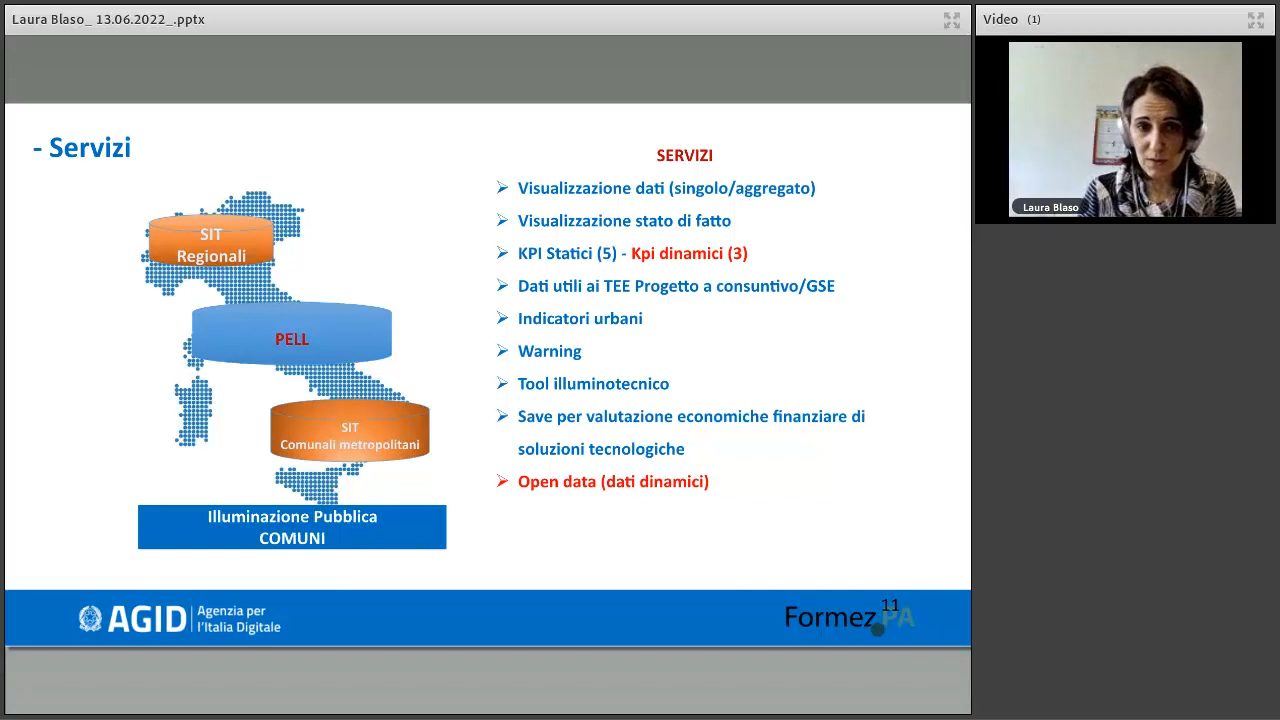 Laura Blaso_ 13.06.2022_.pptx
Video (1)
Laura Blaso
- Servizi
SIT
Regionali
PELL
SIT
Comunali metropolitani
Illuminazione Pubblica
COMUNI
SERVIZI
Visualizzazione dati (singolo/aggregato)
Visualizzazione stato di fatto
KPI Statici (5) - Kpi dinamici (3)
Dati utili ai TEE Progetto a consuntivo/GSE
Indicatori urbani
Warning
Tool illuminotecnico
Save per valutazione economiche finanziare di
soluzioni tecnologiche
Open data (dati dinamici)
AGID
Agenzia per
l'Italia Digitale
11
Formez PA